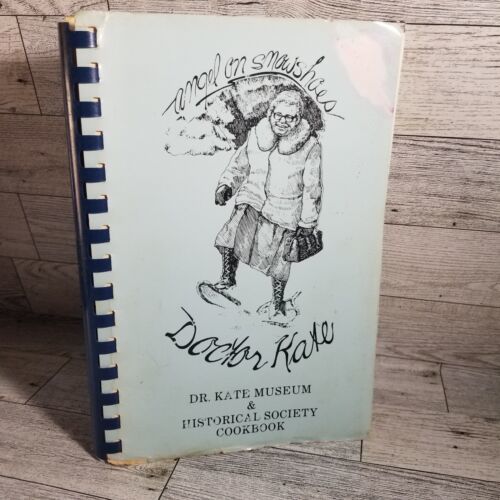 angel on snowshoes
Doctor Kate
DR. KATE MUSEUM
&
HISTORICAL SOCIETY
COOKBOOK